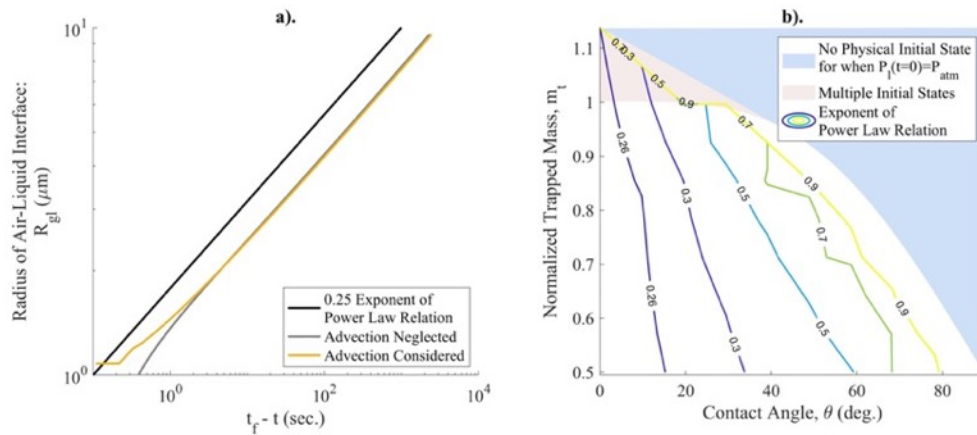 a).
Radius of Air-Liquid Interface:
R_gl (μm)
10^1
10^0
10^0
10^2
10^4
t_f - t (sec.)
0.25 Exponent of
Power Law Relation
Advection Neglected
Advection Considered
b).
Normalized Trapped Mass, m_t
1.1
1
0.9
0.8
0.7
0.6
0.5
0
20
40
60
80
Contact Angle, θ (deg.)
No Physical Initial State
for when P_l(t=0)=P_atm
Multiple Initial States
Exponent of
Power Law Relation
0.3
0.5
0.9
0.7
0.26
0.3
0.5
0.9
0.7
0.26
0.3
0.5
0.9